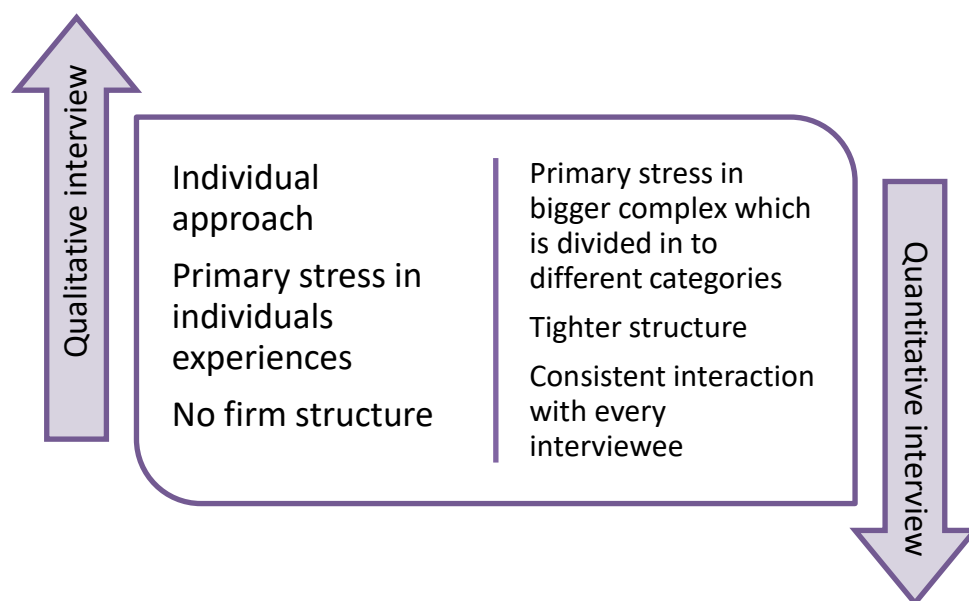 Qualitative interview
Individual
approach
Primary stress in
individuals
experiences
No firm structure
Primary stress in
bigger complex which
is divided in to
different categories
Tighter structure
Consistent interaction
with every
interviewee
Quantitative interview